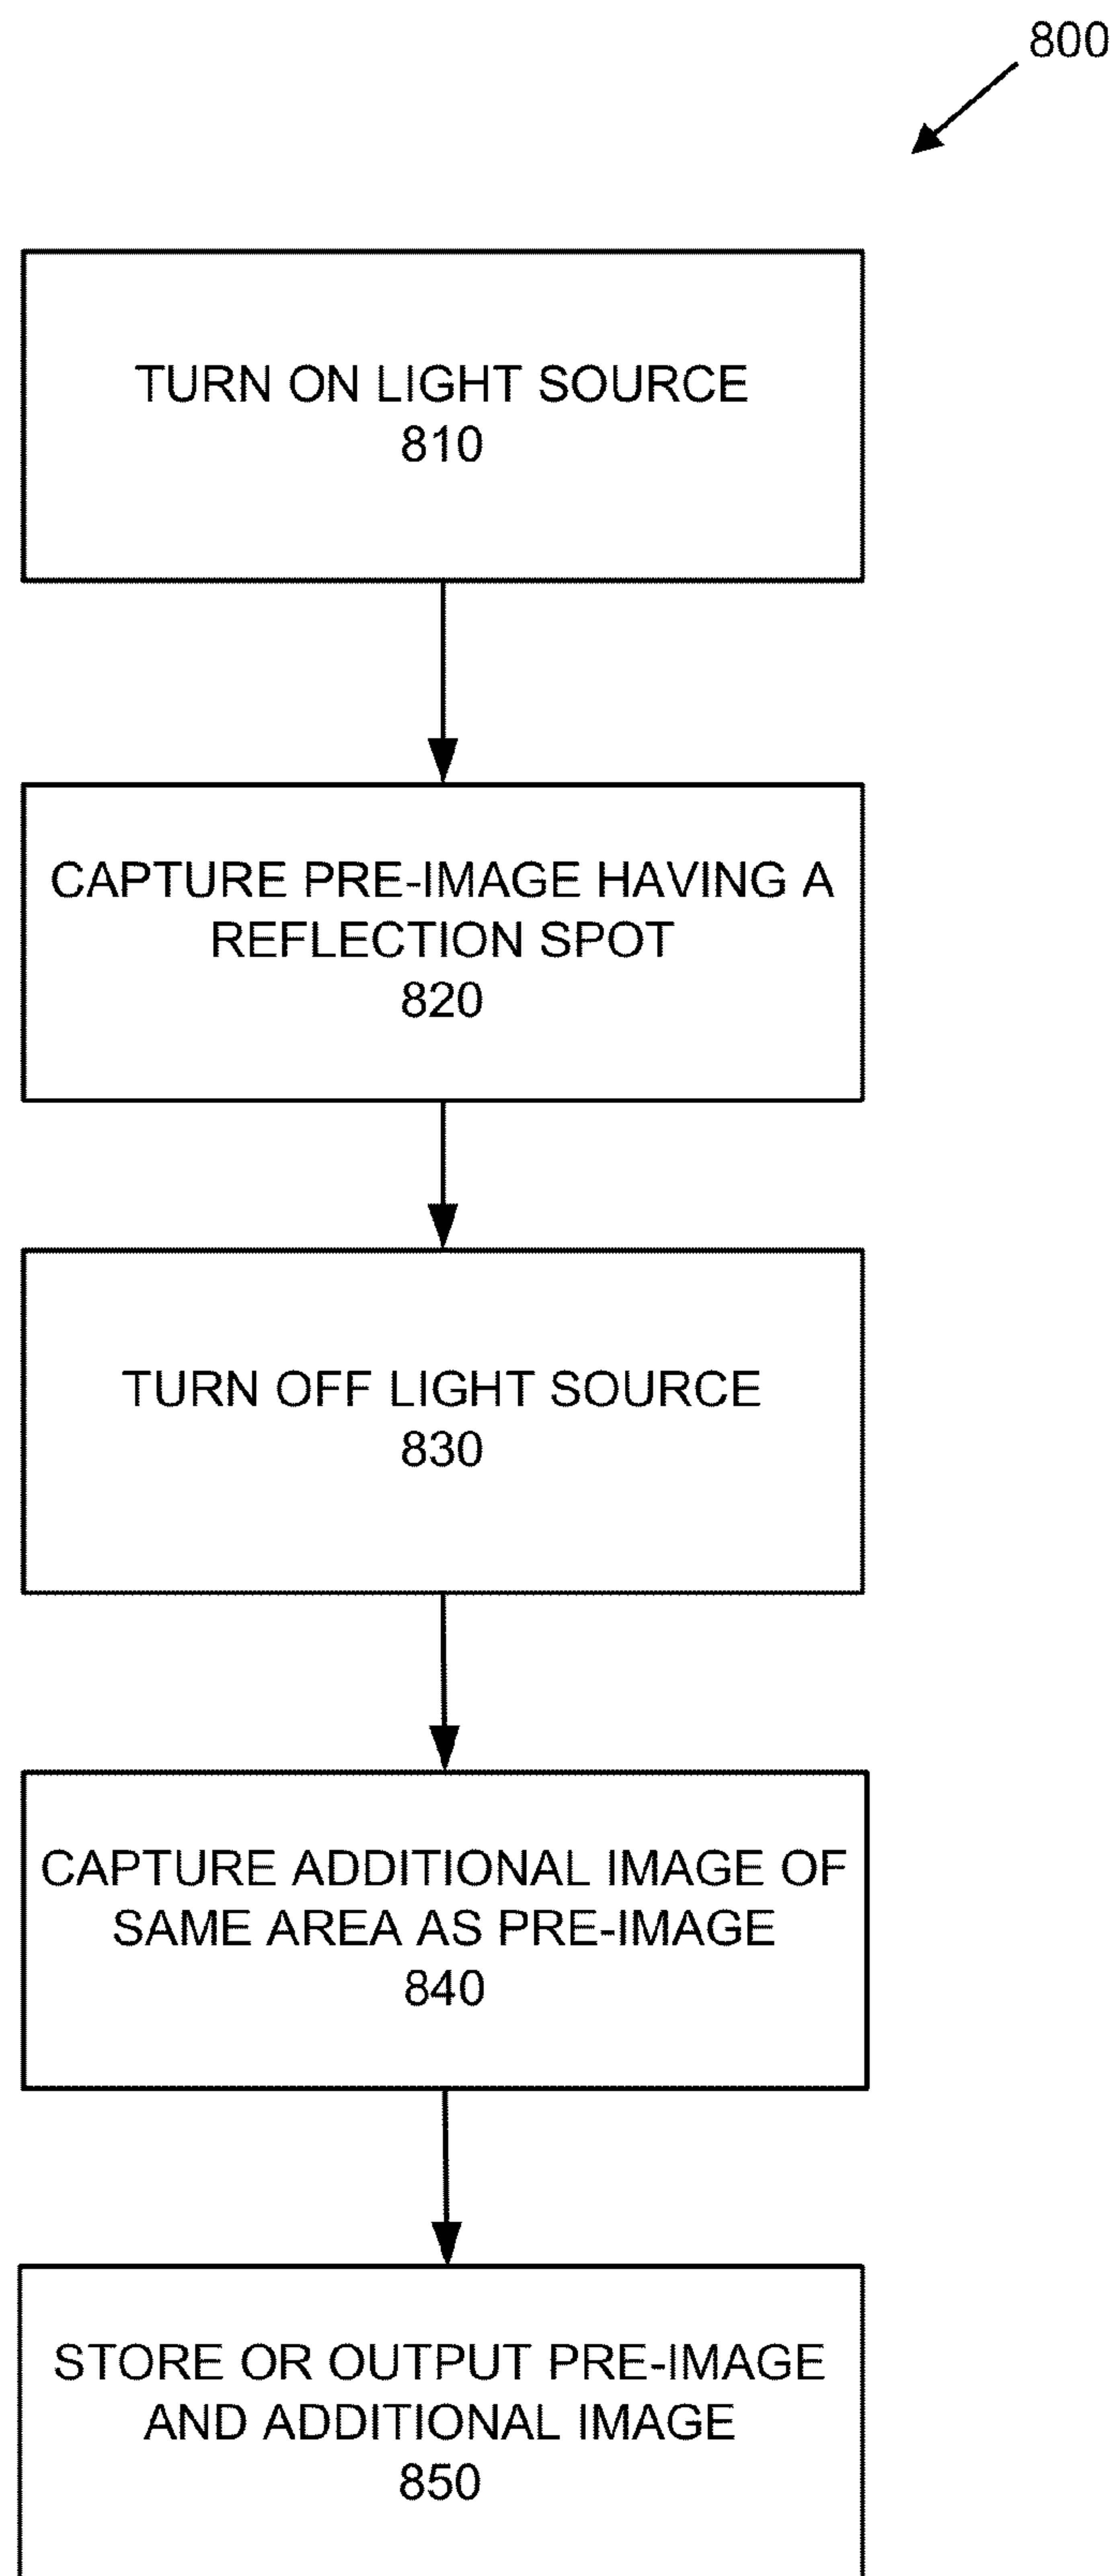 800
TURN ON LIGHT SOURCE
810
CAPTURE PRE-IMAGE HAVING A
REFLECTION SPOT
820
TURN OFF LIGHT SOURCE
830
CAPTURE ADDITIONAL IMAGE OF
SAME AREA AS PRE-IMAGE
840
STORE OR OUTPUT PRE-IMAGE
AND ADDITIONAL IMAGE
850